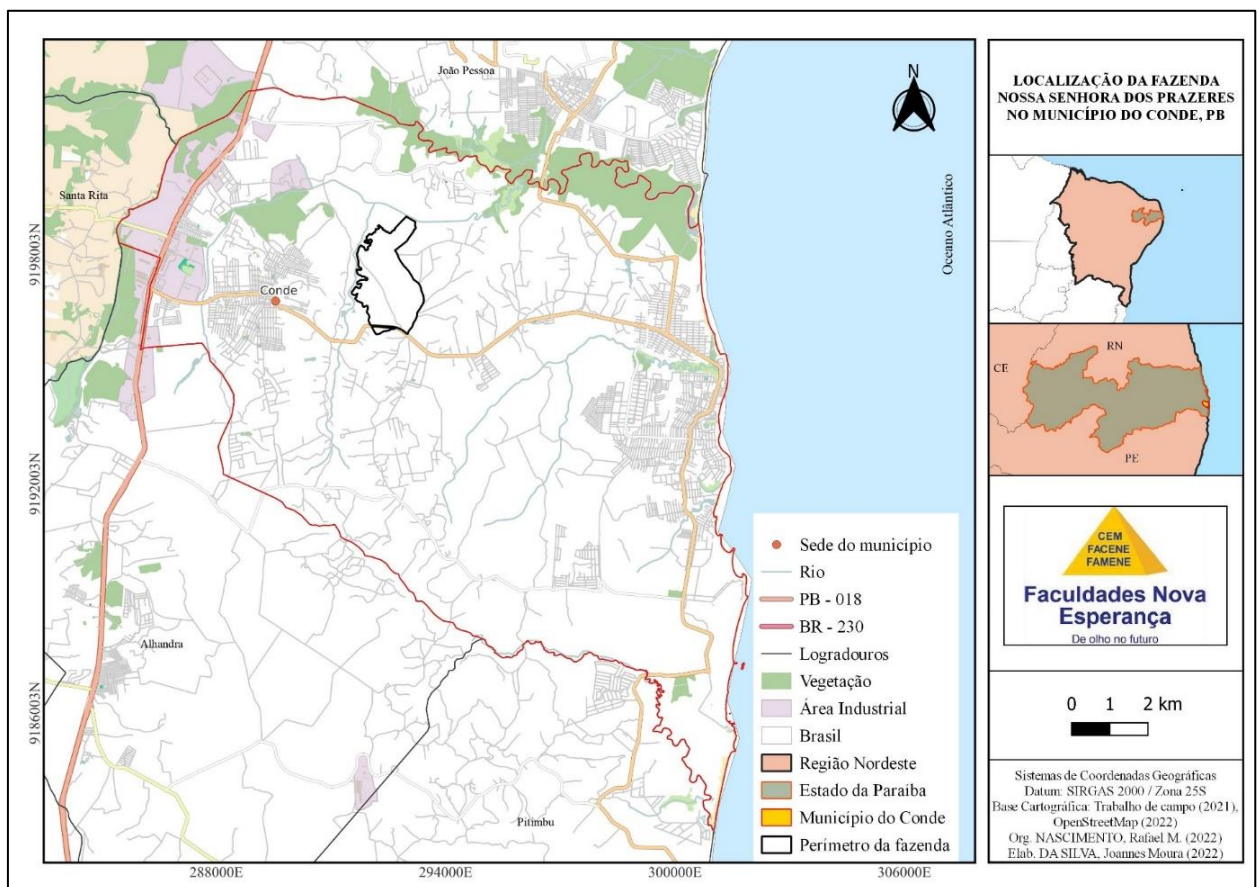 João Pessoa
Santa Rita
Conde
Alhandra
Pitimbu
Oceano Atlântico
N
9198003N
9192003N
9186003N
288000E
294000E
300000E
306000E
Sede do município
Rio
PB - 018
BR - 230
Logradouros
Vegetação
Área Industrial
Brasil
Região Nordeste
Estado da Paraíba
Município do Conde
Perímetro da fazenda
LOCALIZAÇÃO DA FAZENDA
NOSSA SENHORA DOS PRAZERES
NO MUNICÍPIO DO CONDE, PB
RN
CE
PE
CEM
FACENE
FAMENE
Faculdades Nova
Esperança
De olho no futuro
0 1 2 km
Sistemas de Coordenadas Geográficas
Datum: SIRGAS 2000 / Zona 25S
Base Cartográfica: Trabalho de campo (2021),
OpenStreetMap (2022)
Org. NASCIMENTO, Rafael M. (2022)
Elab. DA SILVA, Joannes Moura (2022)